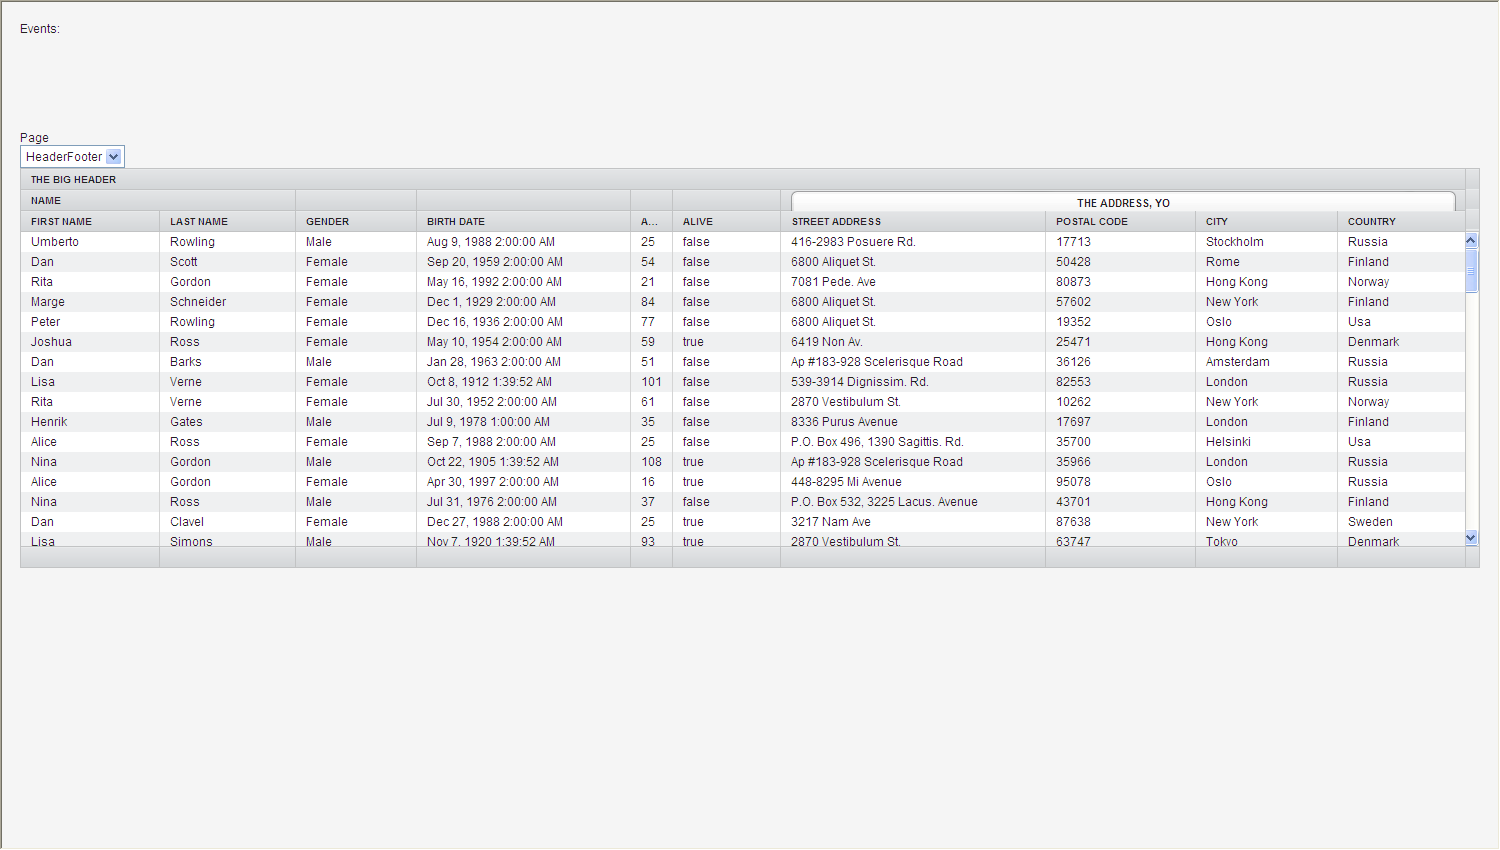 Events:
Page
HeaderFooter
THE BIG HEADER
NAME THE ADDRESS, YO
FIRST NAME LAST NAME GENDER BIRTH DATE A... ALIVE STREET ADDRESS POSTAL CODE CITY COUNTRY
Umberto Rowling Male Aug 9, 1988 2:00:00 AM 25 false 416-2983 Posuere Rd. 17713 Stockholm Russia
Dan Scott Female Sep 20, 1959 2:00:00 AM 54 false 6800 Aliquet St. 50428 Rome Finland
Rita Gordon Female May 16, 1992 2:00:00 AM 21 false 7081 Pede. Ave 80873 Hong Kong Norway
Marge Schneider Female Dec 1, 1929 2:00:00 AM 84 false 6800 Aliquet St. 57602 New York Finland
Peter Rowling Female Dec 16, 1936 2:00:00 AM 77 false 6800 Aliquet St. 19352 Oslo Usa
Joshua Ross Female May 10, 1954 2:00:00 AM 59 true 6419 Non Av. 25471 Hong Kong Denmark
Dan Barks Male Jan 28, 1963 2:00:00 AM 51 false Ap #183-928 Scelerisque Road 36126 Amsterdam Russia
Lisa Verne Female Oct 8, 1912 1:39:52 AM 101 false 539-3914 Dignissim. Rd. 82553 London Russia
Rita Verne Female Jul 30, 1952 2:00:00 AM 61 false 2870 Vestibulum St. 10262 New York Norway
Henrik Gates Male Jul 9, 1978 1:00:00 AM 35 false 8336 Purus Avenue 17697 London Finland
Alice Ross Female Sep 7, 1988 2:00:00 AM 25 false P.O. Box 496, 1390 Sagittis. Rd. 35700 Helsinki Usa
Nina Gordon Male Oct 22, 1905 1:39:52 AM 108 true Ap #183-928 Scelerisque Road 35966 London Russia
Alice Gordon Female Apr 30, 1997 2:00:00 AM 16 true 448-8295 Mi Avenue 95078 Oslo Russia
Nina Ross Male Jul 31, 1976 2:00:00 AM 37 false P.O. Box 532, 3225 Lacus. Avenue 43701 Hong Kong Finland
Dan Clavel Female Dec 27, 1988 2:00:00 AM 25 true 3217 Nam Ave 87638 New York Sweden
Lisa Simons Male Nov 7, 1920 1:39:52 AM 93 true 2870 Vestibulum St. 63747 Tokyo Denmark